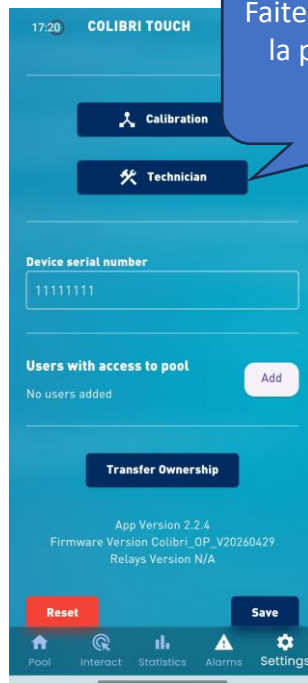 Faite
la p
17:20 COLIBRI TOUCH
Calibration
Technician
Device serial number
11111111
Users with access to pool
Add
No users added
Transfer Ownership
App Version 2.2.4
Firmware Version Colibri_OP_V20260429
Relays Version N/A
Reset Save
Pool Interact Statistics Alarms Settings